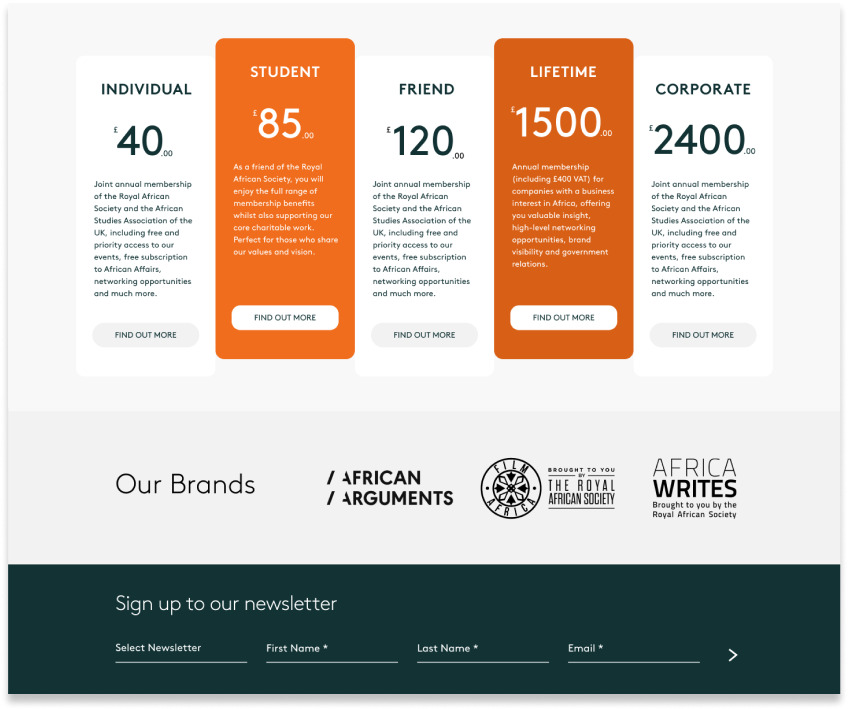 INDIVIDUAL
£40.00
Joint annual membership
of the Royal African
Society and the African
Studies Association of the
UK, including free and
priority access to our
events, free subscription
to African Affairs,
networking opportunities
and much more.
FIND OUT MORE
STUDENT
£85.00
As a friend of the Royal
African Society, you will
enjoy the full range of
membership benefits
whilst also supporting our
core charitable work.
Perfect for those who share
our values and vision.
FIND OUT MORE
FRIEND
£120.00
Joint annual membership
of the Royal African
Society and the African
Studies Association of the
UK, including free and
priority access to our
events, free subscription
to African Affairs,
networking opportunities
and much more.
FIND OUT MORE
LIFETIME
£1500.00
Annual membership
(including £400 VAT) for
companies with a business
interest in Africa, offering
you valuable insight,
high-level networking
opportunities, brand
visibility and government
relations.
FIND OUT MORE
CORPORATE
£2400.00
Joint annual membership
of the Royal African
Society and the African
Studies Association of the
UK, including free and
priority access to our
events, free subscription
to African Affairs,
networking opportunities
and much more.
FIND OUT MORE
Our Brands
/ AFRICAN
/ ARGUMENTS
FILM
AFRICA
BROUGHT TO YOU
BY
THE ROYAL
AFRICAN SOCIETY
AFRICA
WRITES
Brought to you by the
Royal African Society
Sign up to our newsletter
Select Newsletter
First Name *
Last Name *
Email *